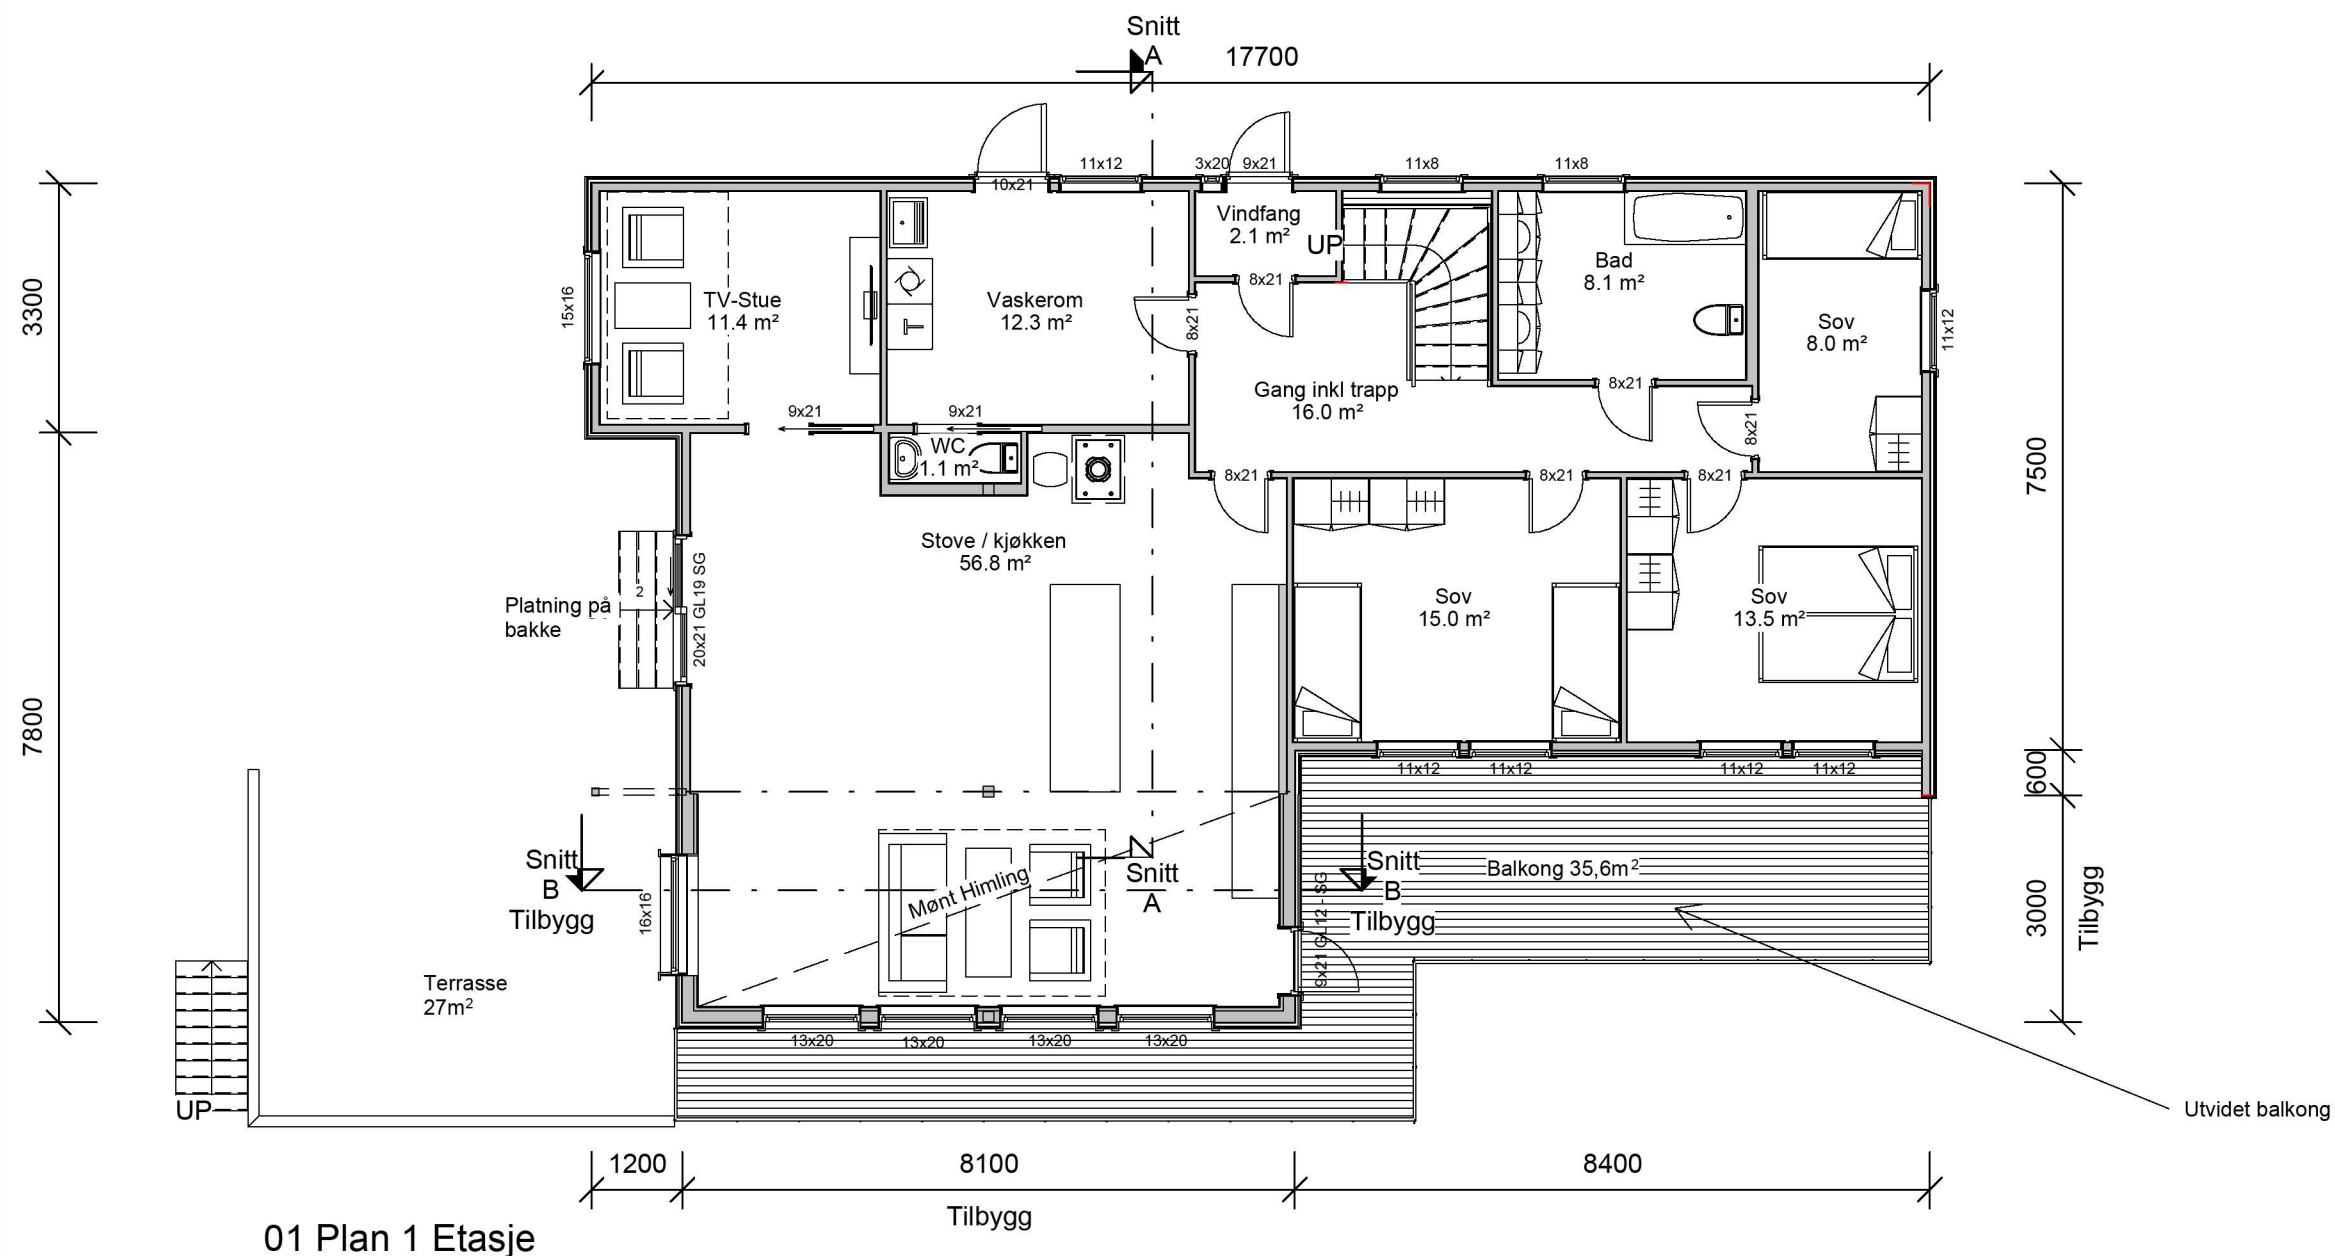 Snitt
A
17700
11x12
3x20
9x21
11x8
11x8
10x21
3300
7800
15x16
TV-Stue
11.4 m²
Vaskerom
12.3 m²
Vindfang
2.1 m²
UP
8x21
8x21
Bad
8.1 m²
Sov
8.0 m²
11x12
7500
Gang inkl trapp
16.0 m²
8x21
8x21
9x21
9x21
WC
1.1 m²
8x21
8x21
8x21
Stove / kjøkken
56.8 m²
Platning på
bakke
2
20x21 GL19 SG
Sov
15.0 m²
Sov
13.5 m²
11x12
11x12
11x12
11x12
600
3000
Tilbygg
Snitt
B
Tilbygg
16x16
Mønt Himling
Snitt
A
9x21 GL12 - SG
Snitt
B
Tilbygg
Balkong 35,6m²
Terrasse
27m²
UP
13x20
13x20
13x20
13x20
Utvidet balkong
1200
8100
8400
Tilbygg
01 Plan 1 Etasje